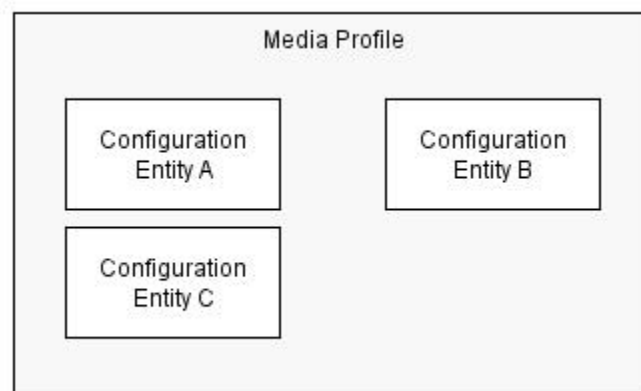 Media Profile
Configuration
Entity A
Configuration
Entity B
Configuration
Entity C